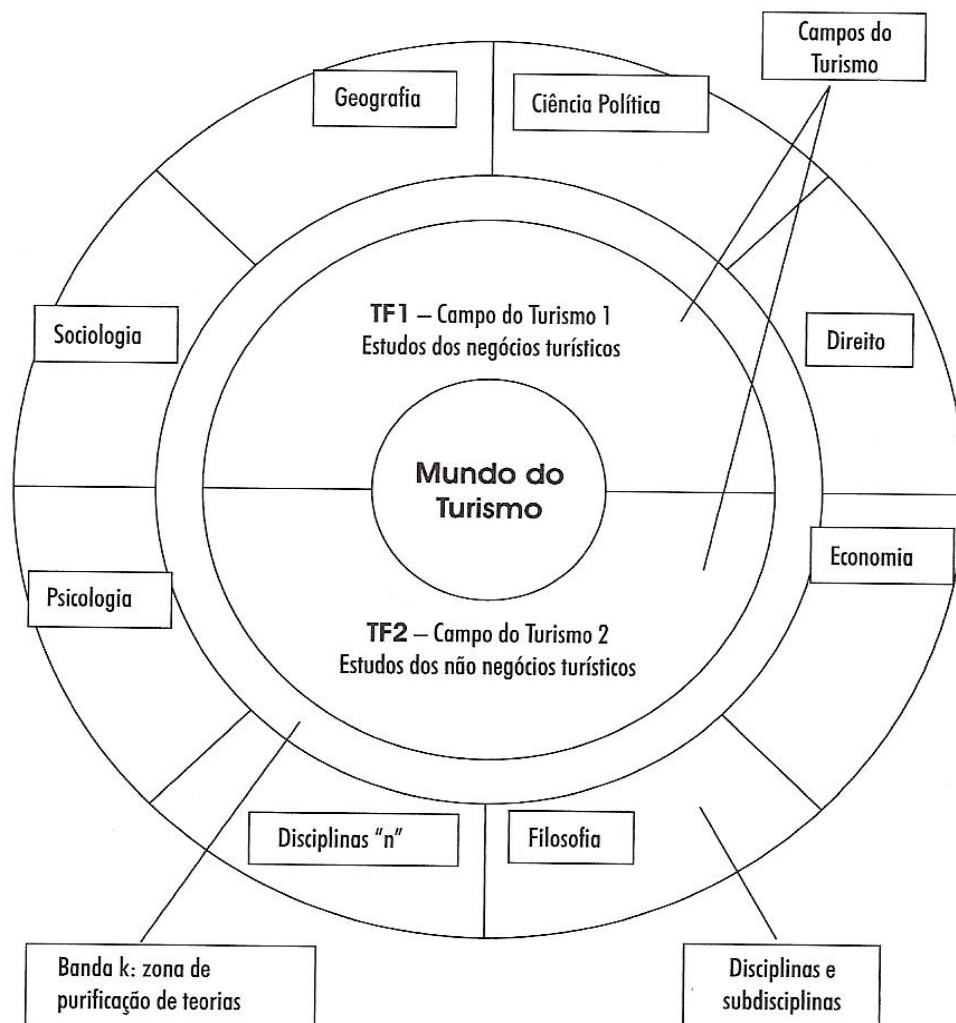 Campos do
Turismo
Geografia
Ciência Política
TF1 – Campo do Turismo 1
Estudos dos negócios turísticos
Sociologia
Direito
Mundo do
Turismo
Economia
Psicologia
TF2 – Campo do Turismo 2
Estudos dos não negócios turísticos
Disciplinas “n”
Filosofia
Banda k: zona de
purificação de teorias
Disciplinas e
subdisciplinas